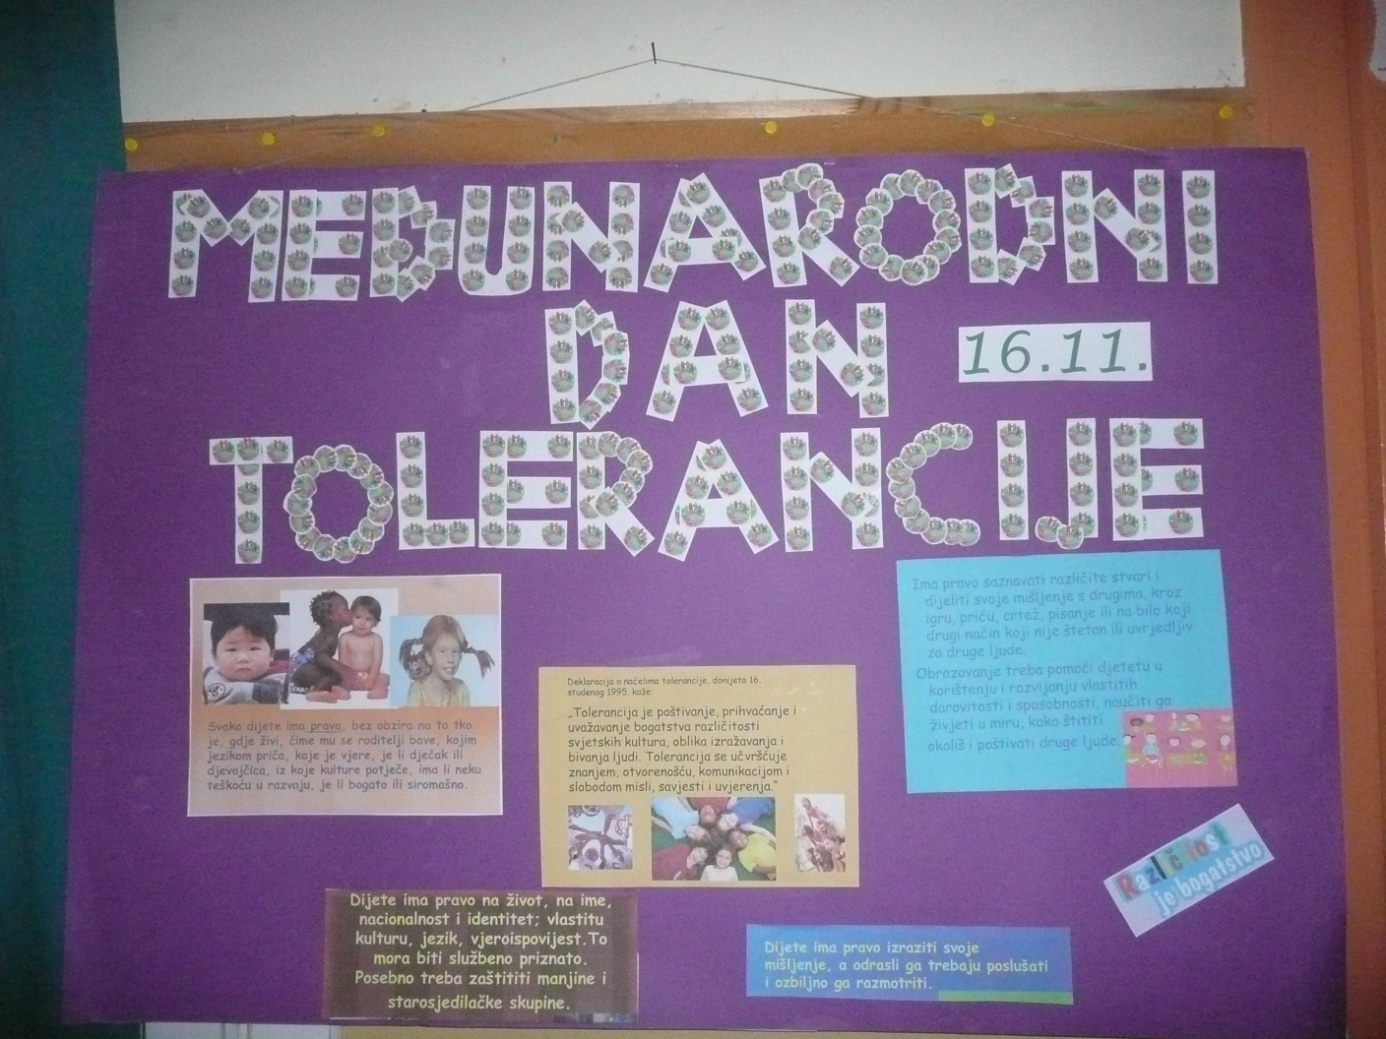 MEĐUNARODNI
DAN
16.11.
TOLERANCIJE
Svako dijete ima prava, bez obzira na to tko
je, gdje živi, čime mu se roditelji bave, kojim
jezikom priča, koje je vjere, je li dječak ili
djevojčica, iz koje kulture potječe, ima li neku
teškoću u razvoju, je li bogato ili siromašno.
Deklaracija o načelima tolerancije, donijeta 16.
studenog 1995. kaže:
„Tolerancija je poštivanje, prihvaćanje i
uvažavanje bogatstva različitosti
svjetskih kultura, oblika izražavanja i
bivanja ljudi. Tolerancija se učvršćuje
znanjem, otvorenošću, komunikacijom i
slobodom misli, savjesti i uvjerenja.“
Ima pravo saznavati različite stvari i
dijeliti svoje mišljenje s drugima, kroz
igru, priču, crtež, pisanje ili na bilo koji
drugi način koji nije štetan ili uvrjedljiv
za druge ljude.
Obrazovanje treba pomoći djetetu u
korištenju i razvijanju vlastitih
darovitosti i sposobnosti, naučiti ga
živjeti u miru, kako štititi
okoliš i poštivati druge ljude.
Različitost
je bogatstvo
Dijete ima pravo na život, na ime,
nacionalnost i identitet; vlastitu
kulturu, jezik, vjeroispovijest.To
mora biti službeno priznato.
Posebno treba zaštititi manjine i
starosjedilačke skupine.
Dijete ima pravo izraziti svoje
mišljenje, a odrasli ga trebaju poslušati
i ozbiljno ga razmotriti.